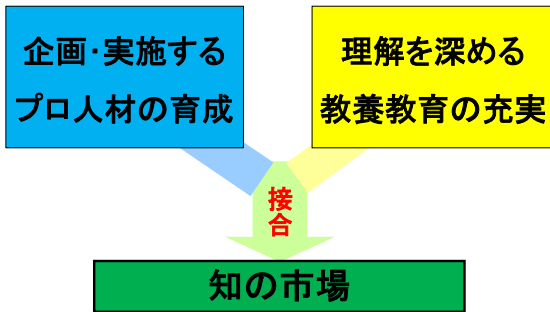 企画・実施する
プロ人材の育成
理解を深める
教養教育の充実
接
合
知の市場